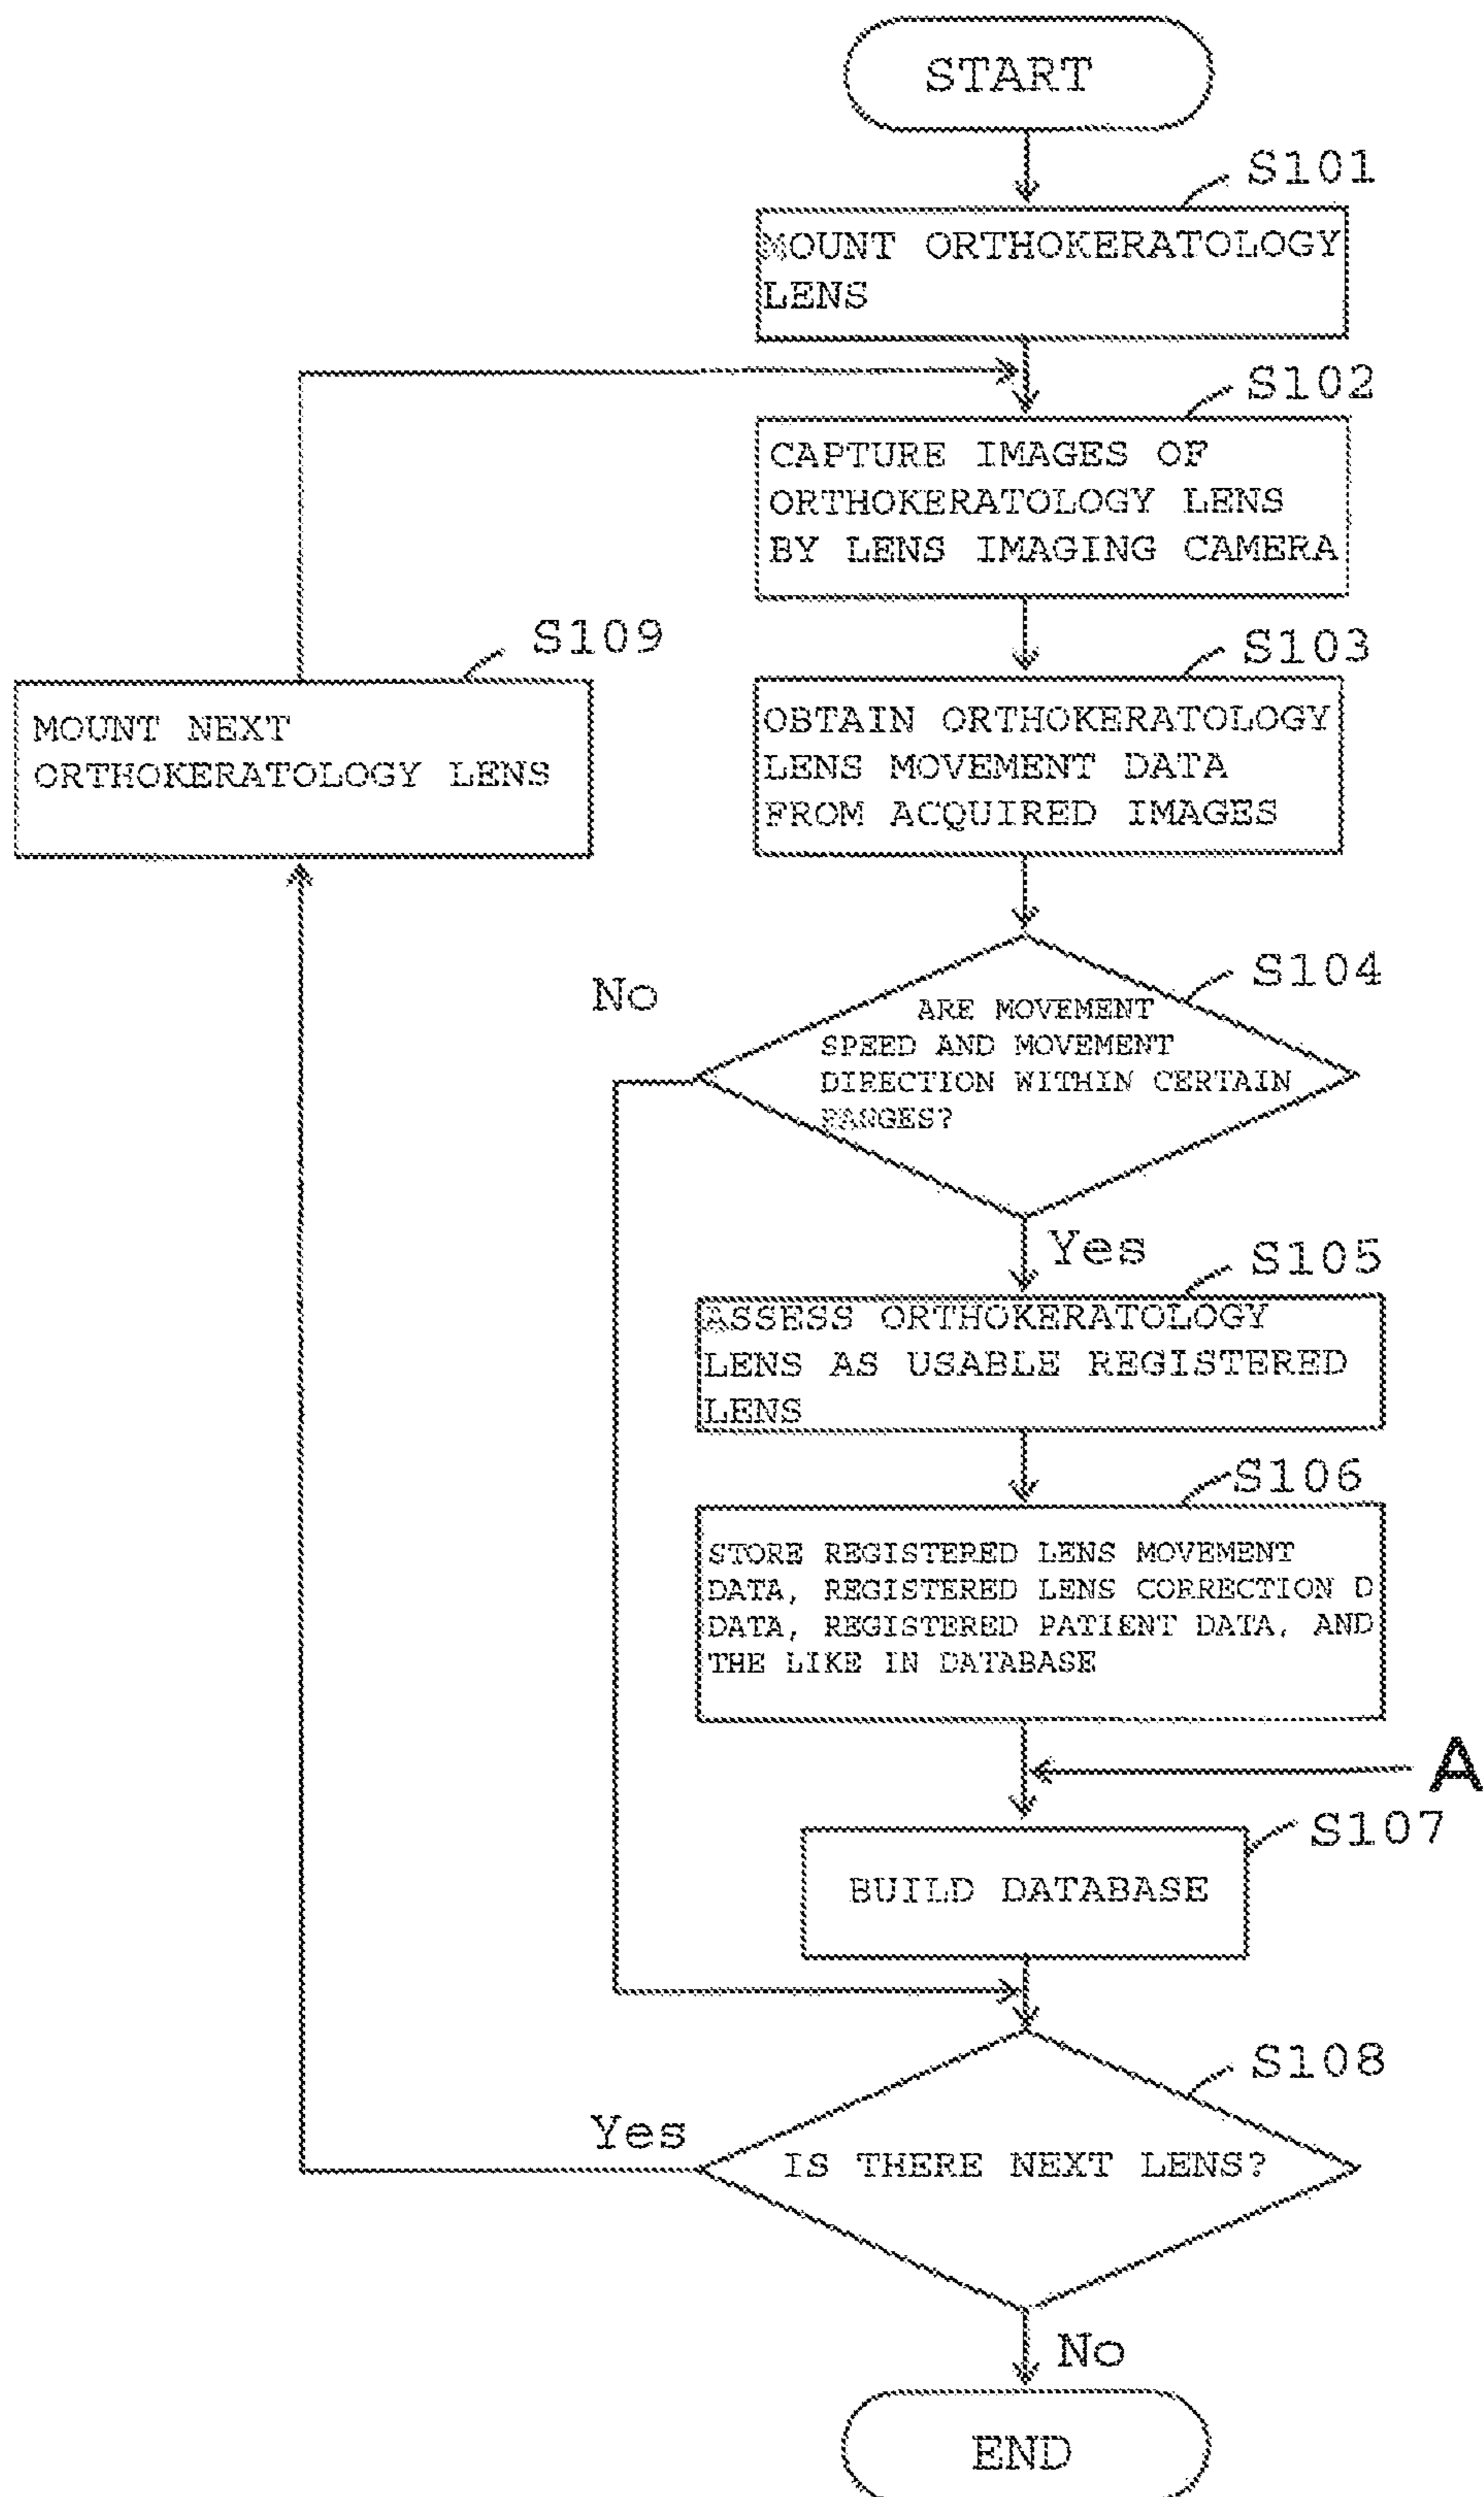 START
S101
MOUNT ORTHOKERATOLOGY
LENS
S102
CAPTURE IMAGES OF
ORTHOKERATOLOGY LENS
BY LENS IMAGING CAMERA
S109
MOUNT NEXT
ORTHOKERATOLOGY LENS
S103
OBTAIN ORTHOKERATOLOGY
LENS MOVEMENT DATA
FROM ACQUIRED IMAGES
No
S104
ARE MOVEMENT
SPEED AND MOVEMENT
DIRECTION WITHIN CERTAIN
RANGES?
Yes
S105
ASSESS ORTHOKERATOLOGY
LENS AS USABLE REGISTERED
LENS
S106
STORE REGISTERED LENS MOVEMENT
DATA, REGISTERED LENS CORRECTION D
DATA, REGISTERED PATIENT DATA, AND
THE LIKE IN DATABASE
A
S107
BUILD DATABASE
S108
Yes
IS THERE NEXT LENS?
No
END